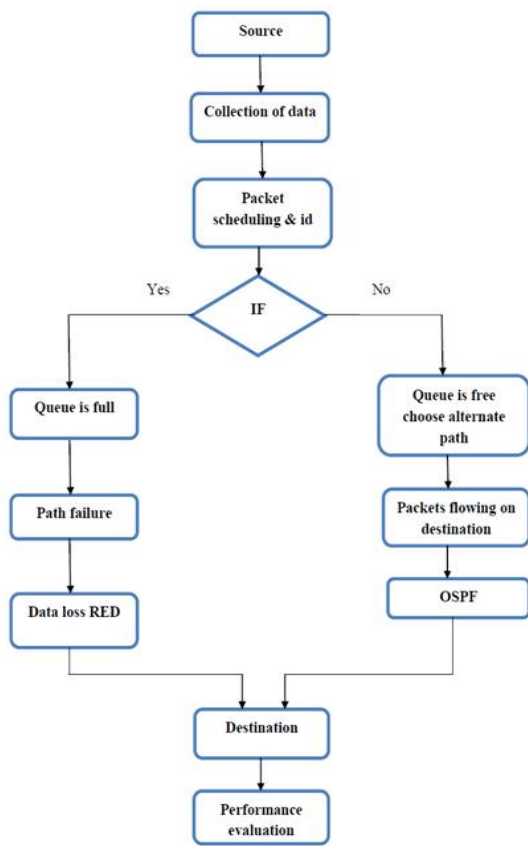 Source
Collection of data
Packet
scheduling & id
Yes
No
IF
Queue is full
Queue is free
choose alternate
path
Path failure
Packets flowing on
destination
Data loss RED
OSPF
Destination
Performance
evaluation